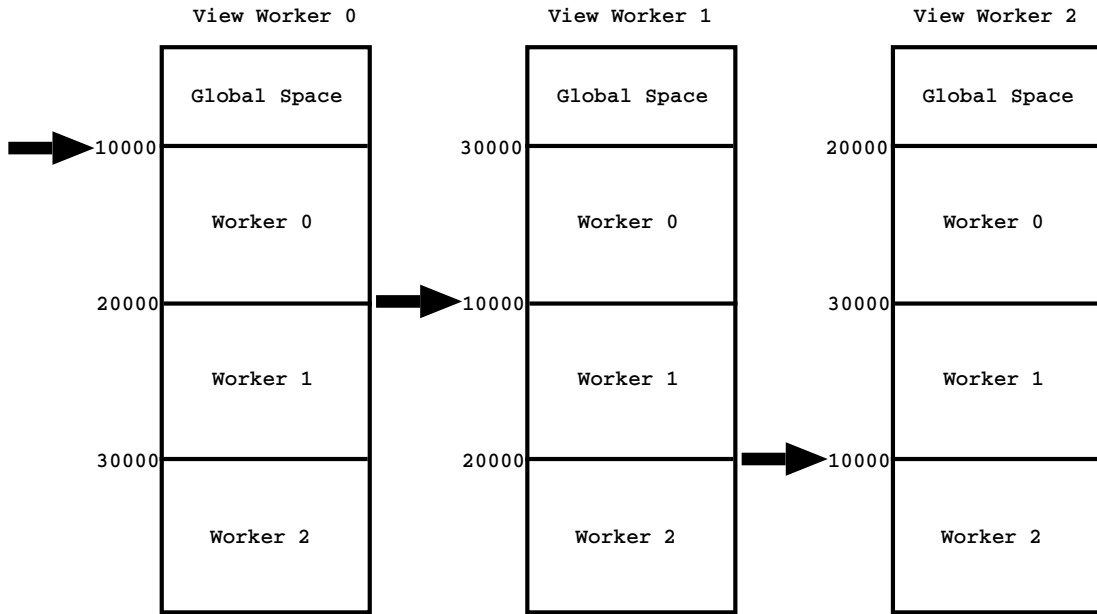 View Worker 0
View Worker 1
View Worker 2
Global Space
Global Space
Global Space
10000
30000
20000
Worker 0
Worker 0
Worker 0
20000
10000
30000
Worker 1
Worker 1
Worker 1
30000
20000
10000
Worker 2
Worker 2
Worker 2